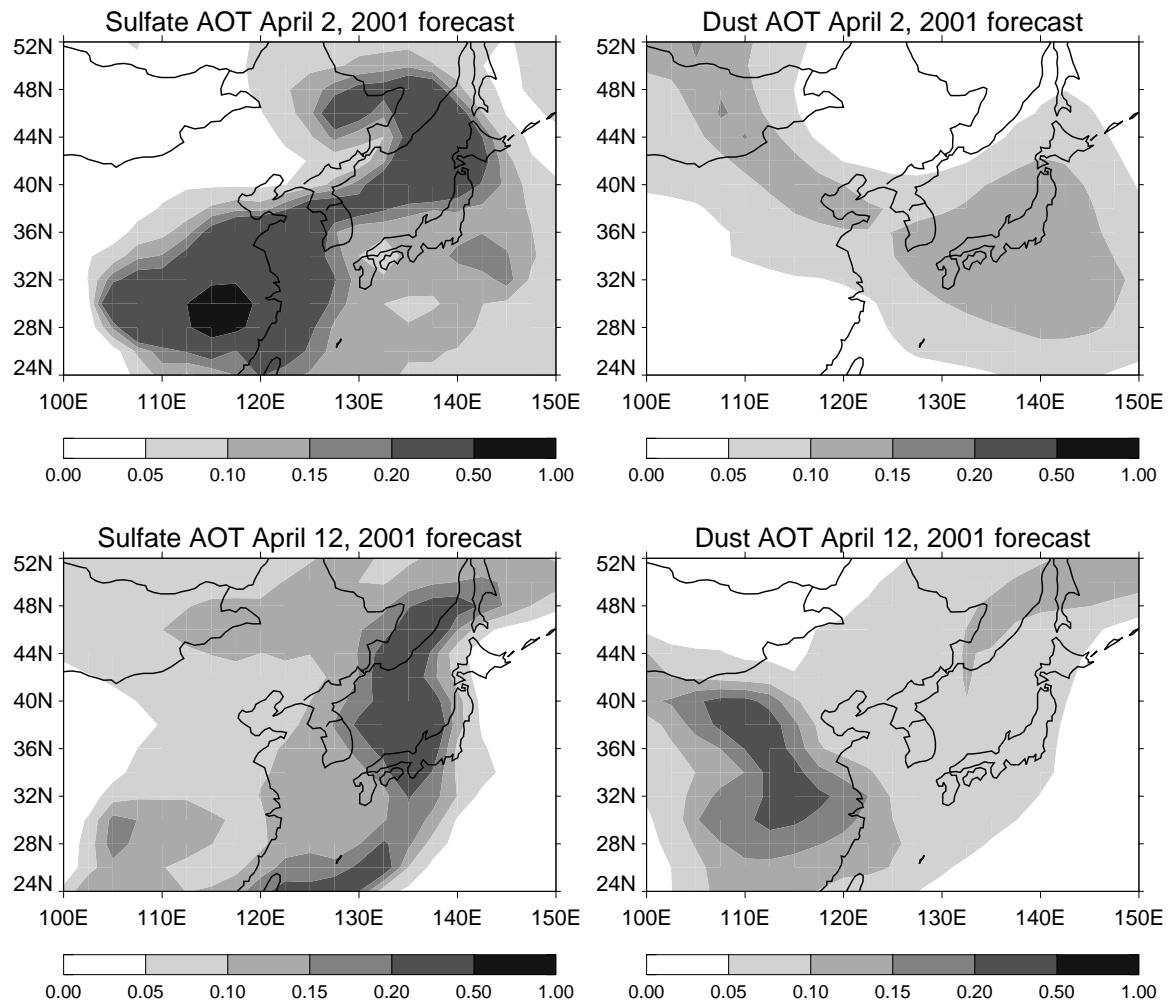 Sulfate AOT April 2, 2001 forecast
52N
48N
44N
40N
36N
32N
28N
24N
100E 110E 120E 130E 140E 150E
0.00 0.05 0.10 0.15 0.20 0.50 1.00
Dust AOT April 2, 2001 forecast
52N
48N
44N
40N
36N
32N
28N
24N
100E 110E 120E 130E 140E 150E
0.00 0.05 0.10 0.15 0.20 0.50 1.00
Sulfate AOT April 12, 2001 forecast
52N
48N
44N
40N
36N
32N
28N
24N
100E 110E 120E 130E 140E 150E
0.00 0.05 0.10 0.15 0.20 0.50 1.00
Dust AOT April 12, 2001 forecast
52N
48N
44N
40N
36N
32N
28N
24N
100E 110E 120E 130E 140E 150E
0.00 0.05 0.10 0.15 0.20 0.50 1.00